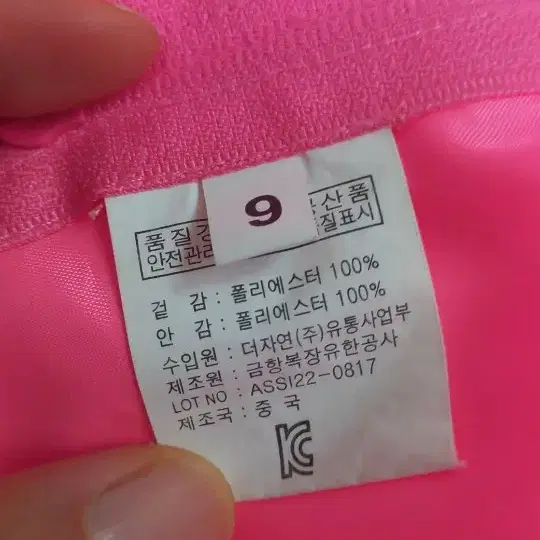 9
품질경 공산품
안전관리 품질표시
겉 감 : 폴리에스터 100%
안 감 : 폴리에스터 100%
수입원 : 더자연(주)유통사업부
제조원 : 금항복장유한공사
LOT NO : ASSI22-0817
제조국 : 중 국
KC